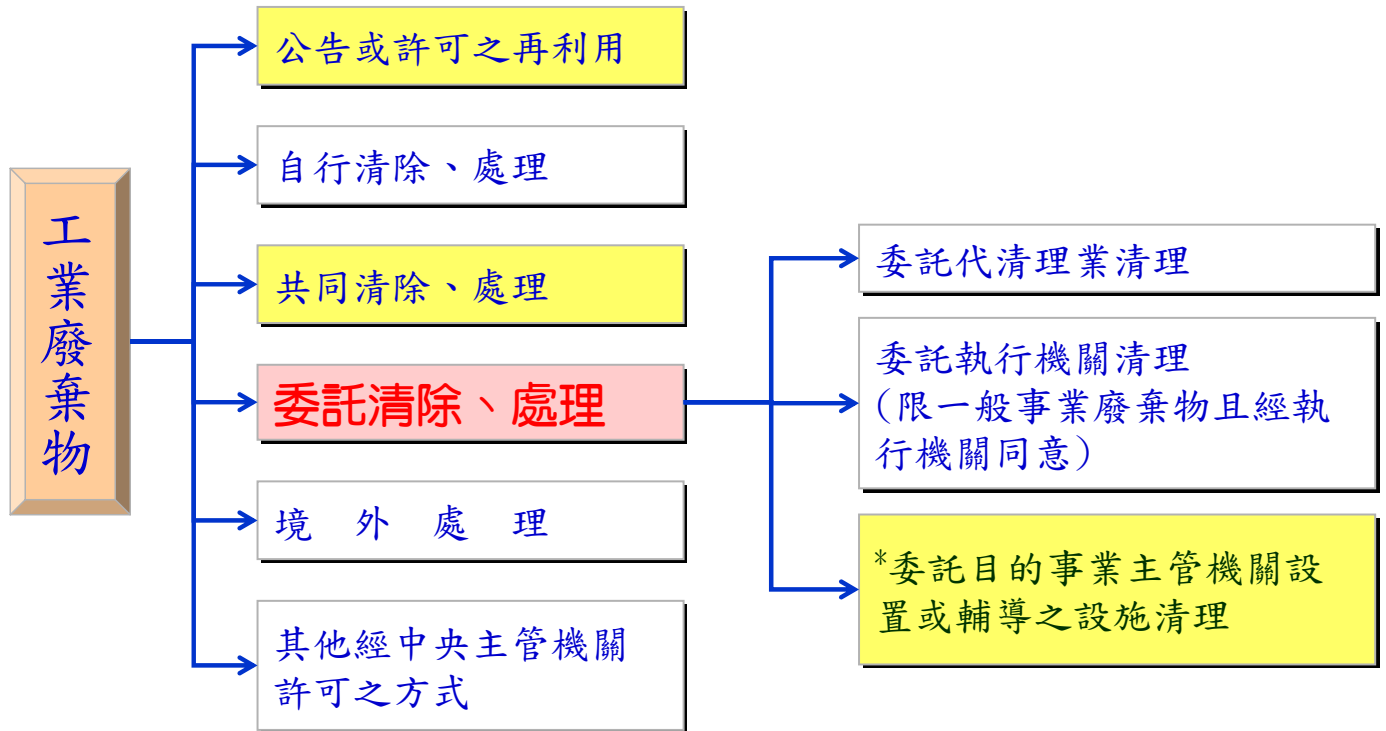 工業廢棄物
公告或許可之再利用
自行清除、處理
共同清除、處理
委託清除、處理
境 外 處 理
其他經中央主管機關
許可之方式
委託代清理業清理
委託執行機關清理
(限一般事業廢棄物且經執
行機關同意)
*委託目的事業主管機關設
置或輔導之設施清理